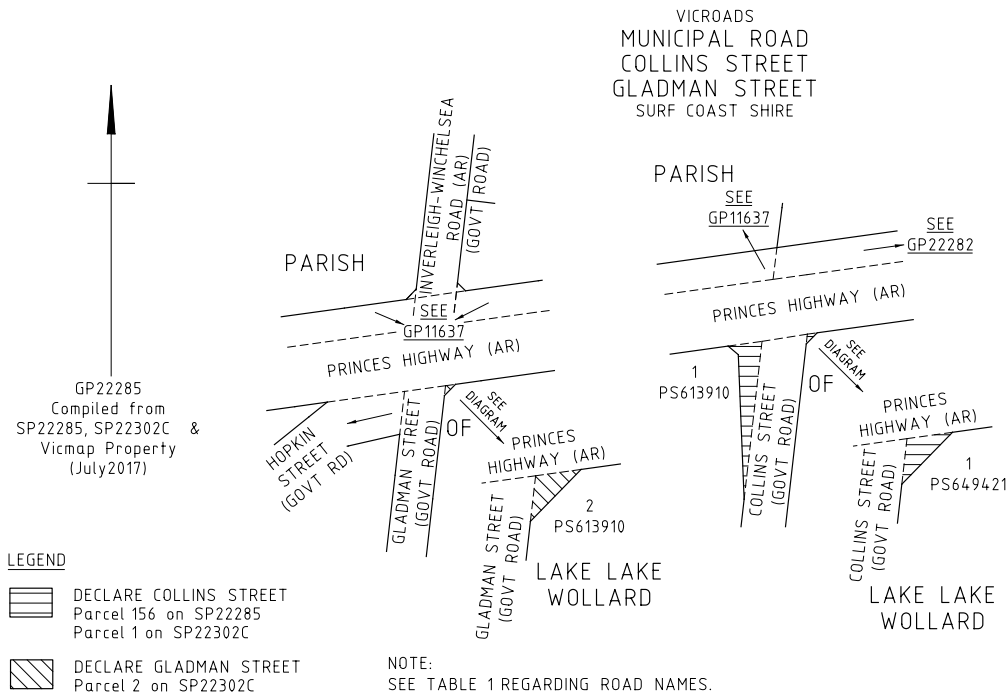 VICROADS
MUNICIPAL ROAD
COLLINS STREET
GLADMAN STREET
SURF COAST SHIRE
GP22285
Compiled from
SP22285, SP22302C &
Vicmap Property
(July2017)
PARISH
INVERLEIGH-WINCHELSEA
ROAD (AR)
(GOVT ROAD)
SEE
GP11637
PRINCES HIGHWAY (AR)
HOPKIN
STREET
(GOVT RD)
GLADMAN STREET
(GOVT ROAD)
OF
SEE
DIAGRAM
PRINCES
HIGHWAY (AR)
GLADMAN STREET
(GOVT ROAD)
2
PS613910
LAKE LAKE
WOLLARD
PARISH
SEE
GP11637
SEE
GP22282
PRINCES HIGHWAY (AR)
1
PS613910
COLLINS STREET
(GOVT ROAD)
OF
SEE
DIAGRAM
PRINCES
HIGHWAY (AR)
COLLINS STREET
(GOVT ROAD)
1
PS649421
LAKE LAKE
WOLLARD
LEGEND
DECLARE COLLINS STREET
Parcel 156 on SP22285
Parcel 1 on SP22302C
DECLARE GLADMAN STREET
Parcel 2 on SP22302C
NOTE:
SEE TABLE 1 REGARDING ROAD NAMES.